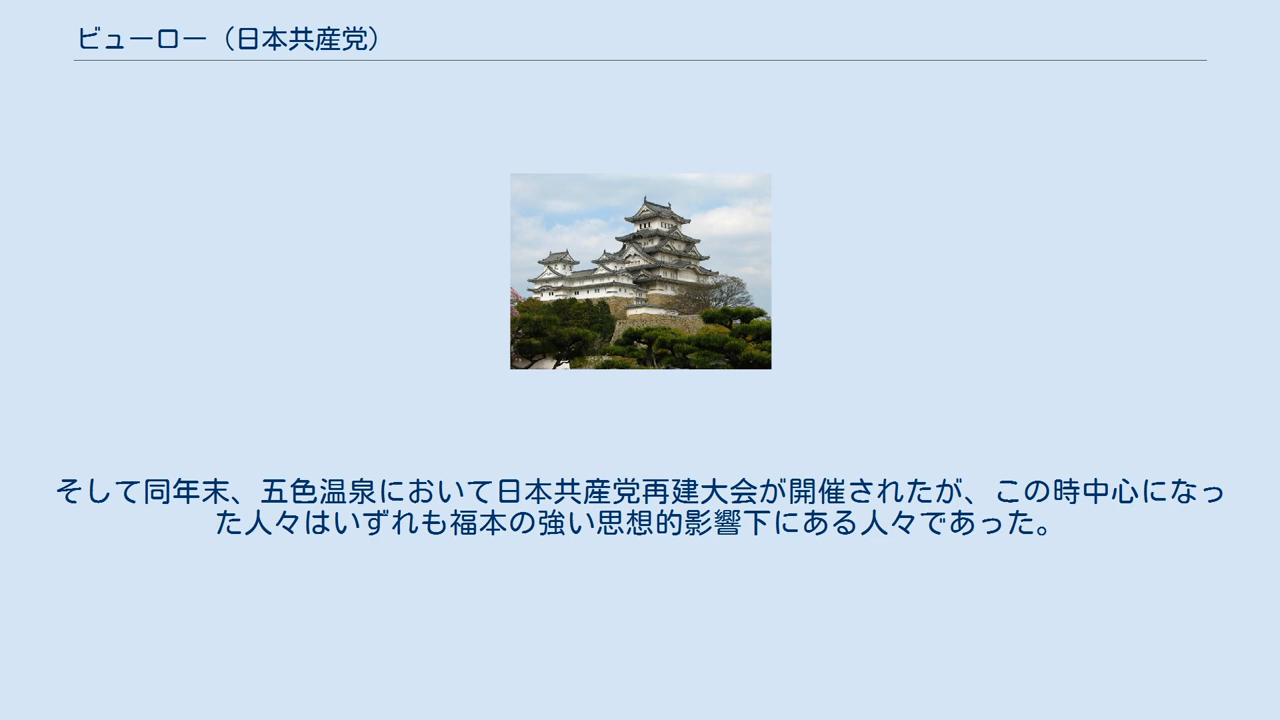 ビューロー（日本共産党）
そして同年末、五色温泉において日本共産党再建大会が開催されたが、この時中心になっ
た人々はいずれも福本の強い思想的影響下にある人々であった。